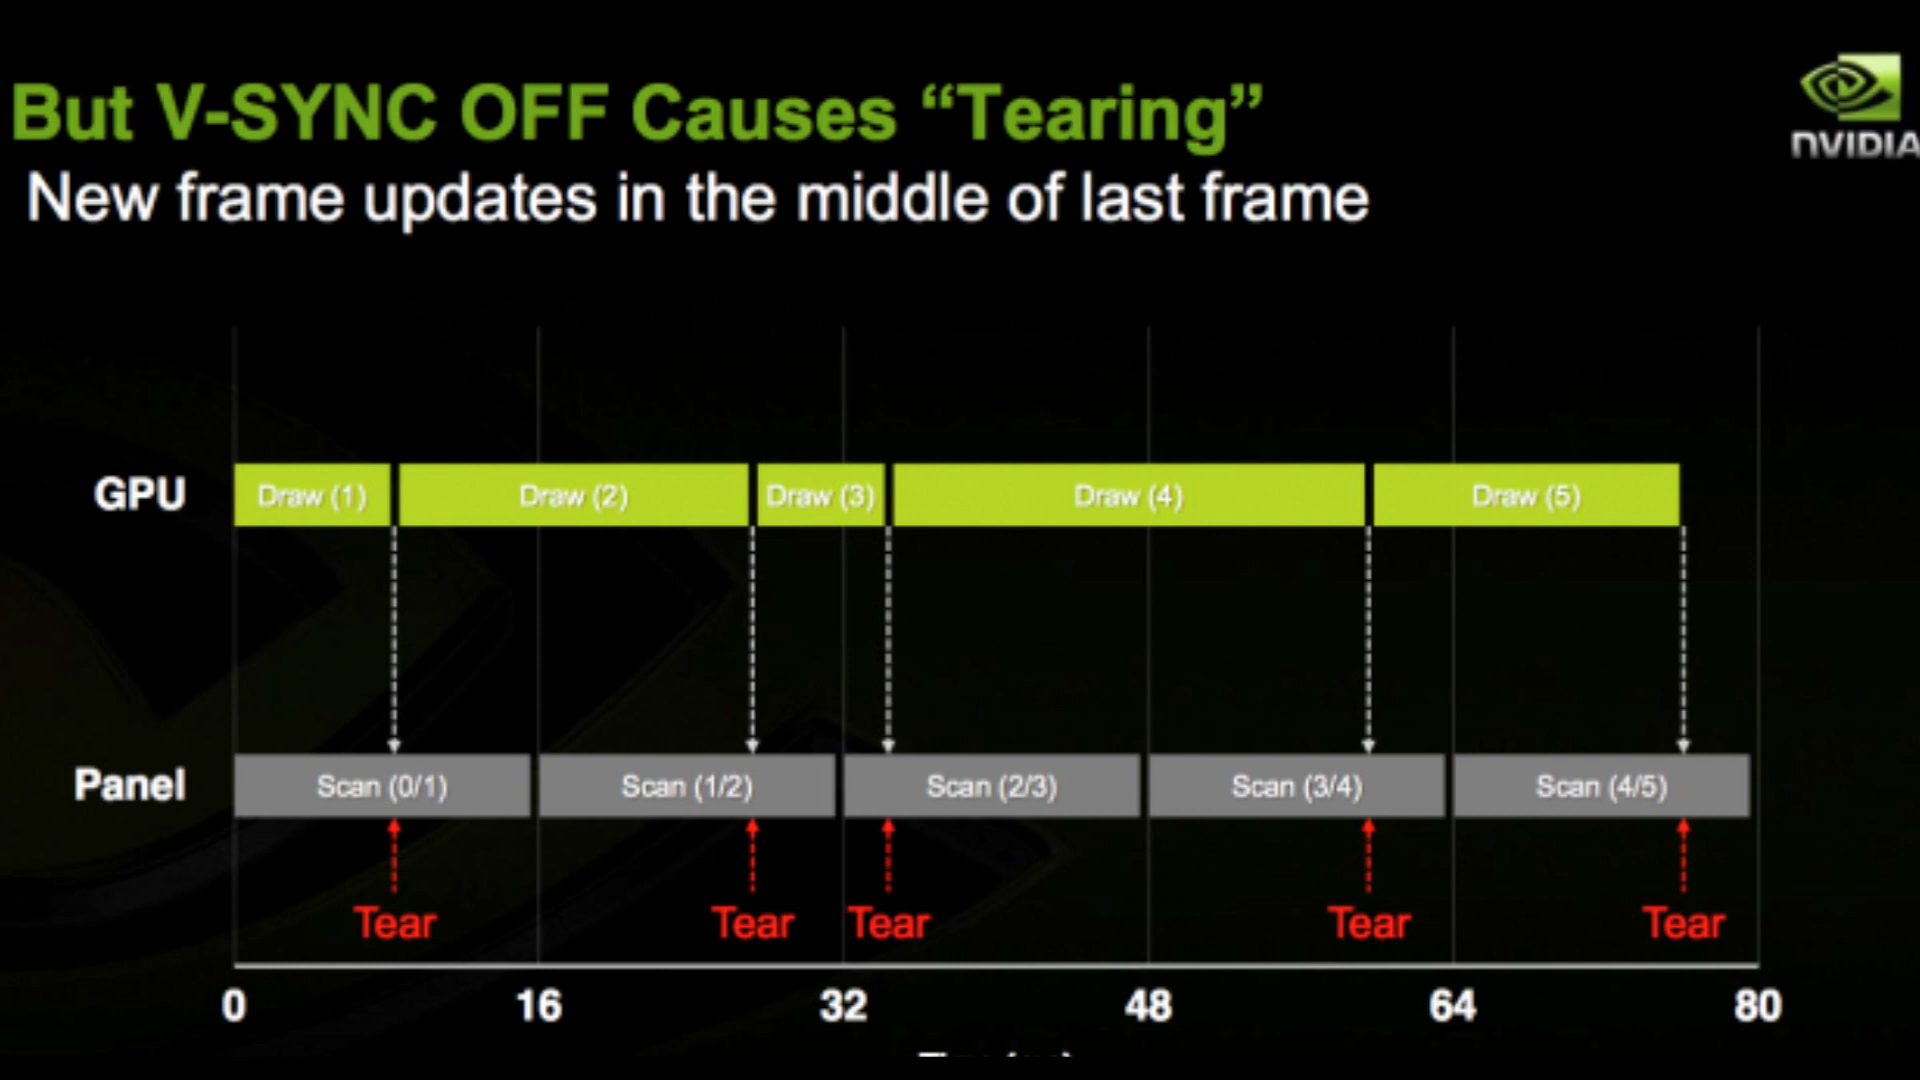 But V-SYNC OFF Causes “Tearing”
New frame updates in the middle of last frame
NVIDIA
GPU
Draw (1)
Draw (2)
Draw (3)
Draw (4)
Draw (5)
Panel
Scan (0/1)
Scan (1/2)
Scan (2/3)
Scan (3/4)
Scan (4/5)
Tear
Tear
Tear
Tear
Tear
0
16
32
48
64
80